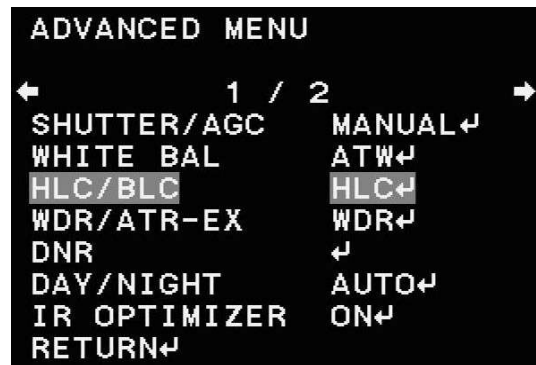 ADVANCED MENU
← 1 / 2 →
SHUTTER/AGC MANUAL↵
WHITE BAL ATW↵
HLC/BLC HLC↵
WDR/ATR-EX WDR↵
DNR ↵
DAY/NIGHT AUTO↵
IR OPTIMIZER ON↵
RETURN↵